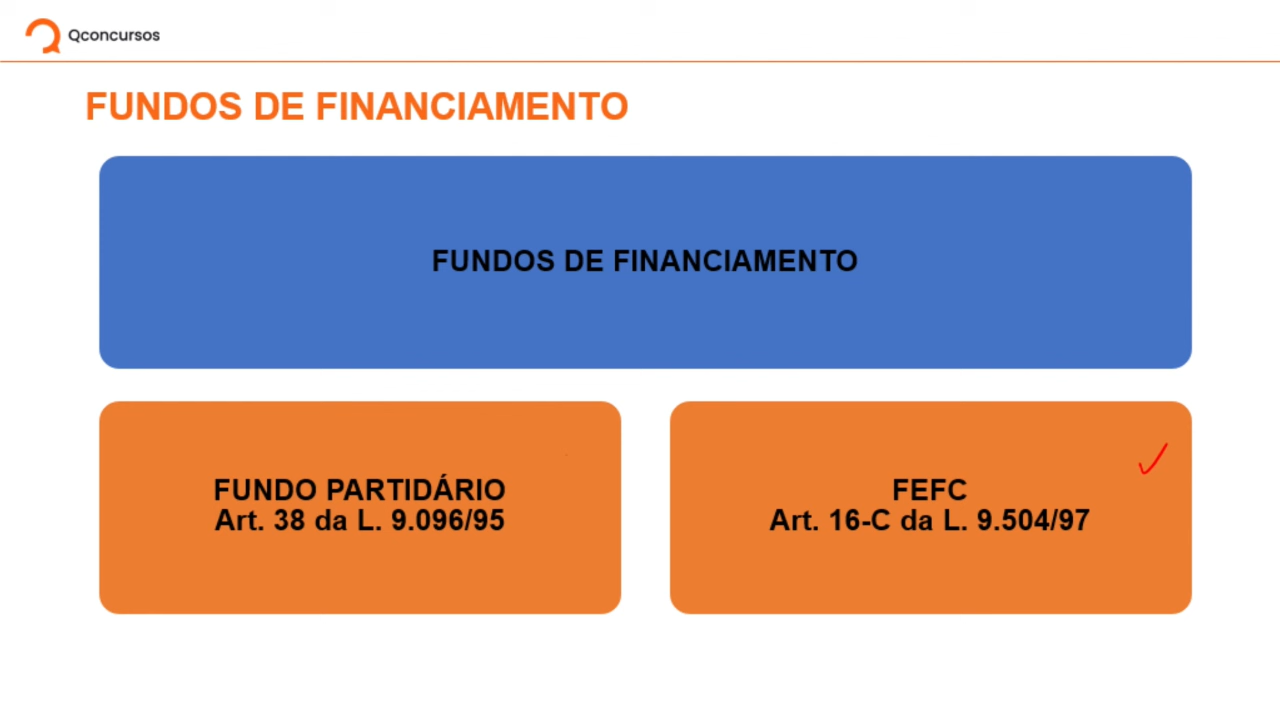 Qconcursos
FUNDOS DE FINANCIAMENTO
FUNDOS DE FINANCIAMENTO
FUNDO PARTIDÁRIO
Art. 38 da L. 9.096/95
FEFC
Art. 16-C da L. 9.504/97